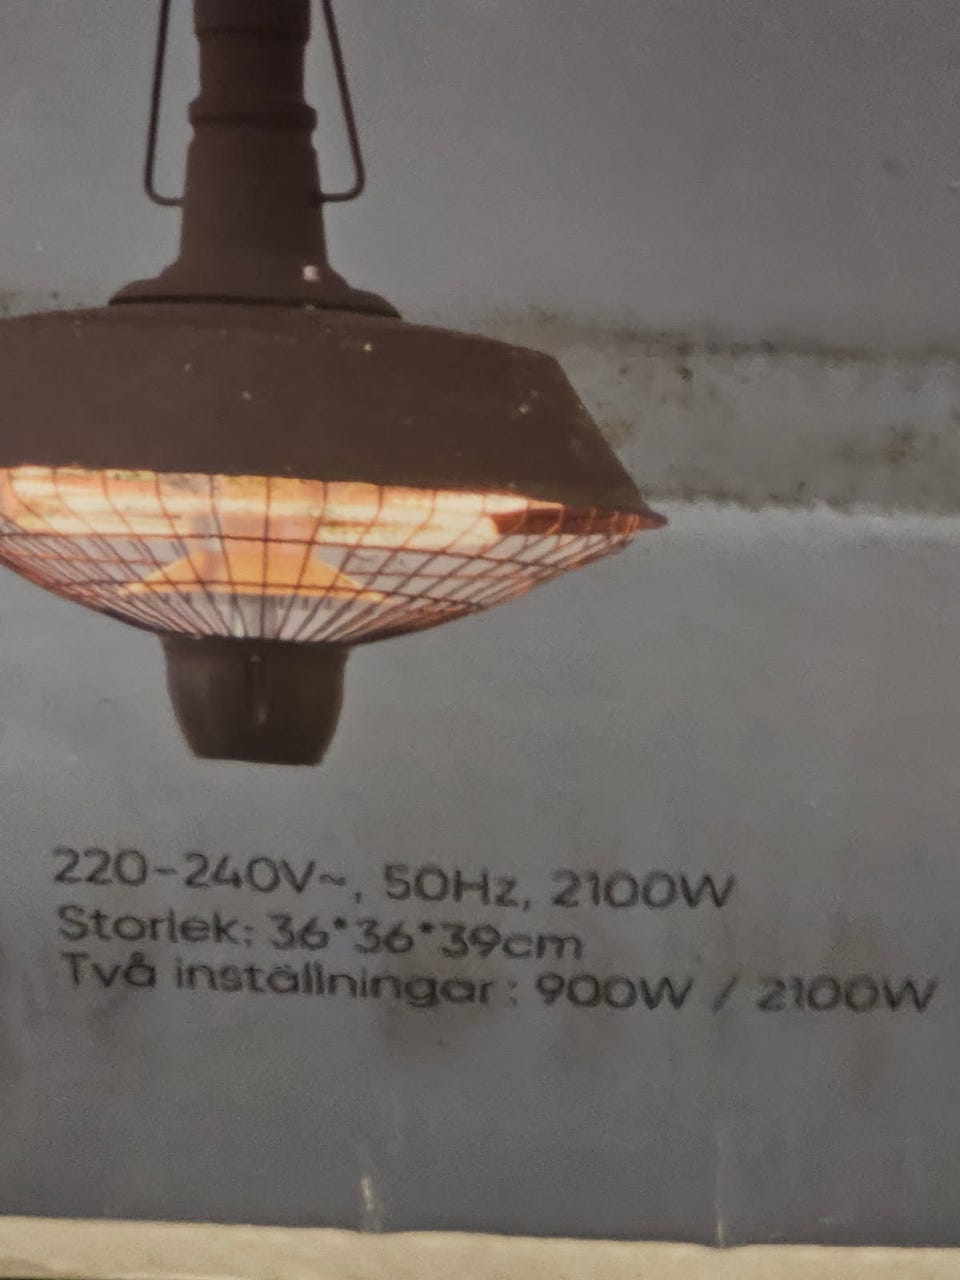 220-240V~, 50Hz, 2100W
Storlek: 36*36*39cm
Två inställningar : 900W / 2100W